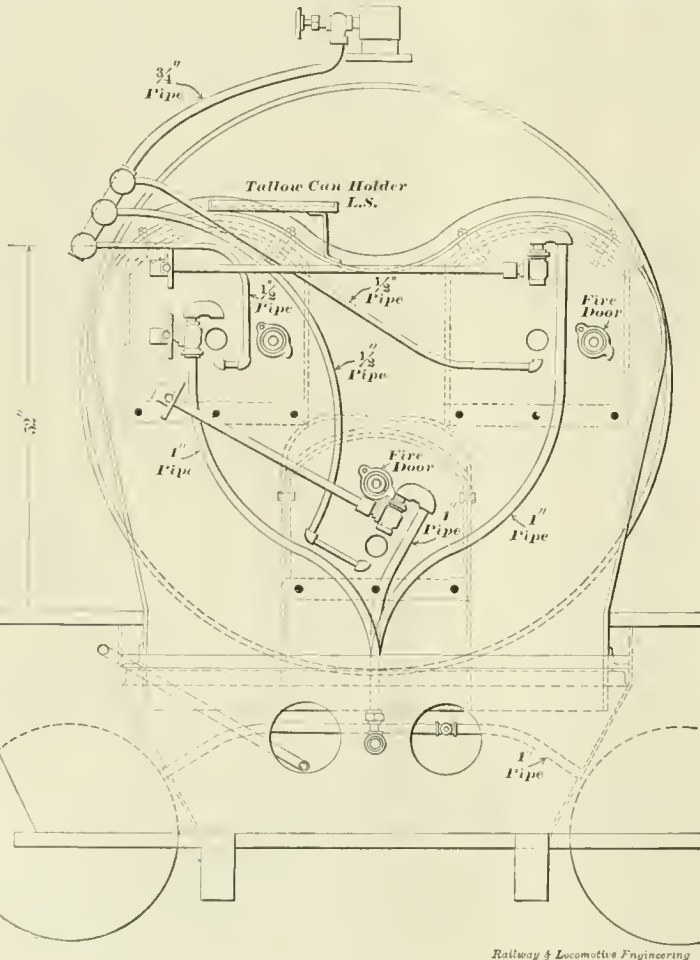 3/4"
Pipe
Tallow Can Holder
L.S.
1/2"
Pipe
1/2"
Pipe
Fire
Door
1/2"
Pipe
52"
1"
Pipe
Fire
Door
1"
Pipe
1"
Pipe
1"
Pipe
Railway & Locomotive Engineering